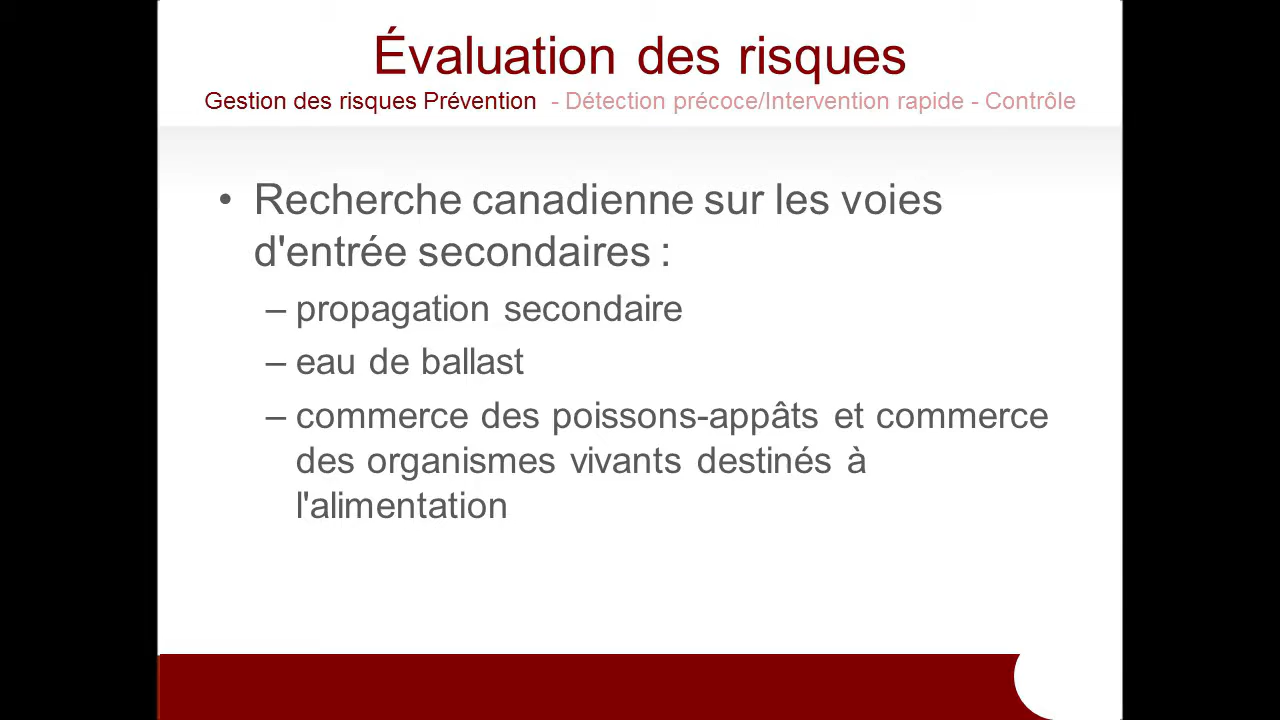 Évaluation des risques
Gestion des risques Prévention - Détection précoce/Intervention rapide - Contrôle
• Recherche canadienne sur les voies
d'entrée secondaires :
– propagation secondaire
– eau de ballast
– commerce des poissons-appâts et commerce
des organismes vivants destinés à
l'alimentation